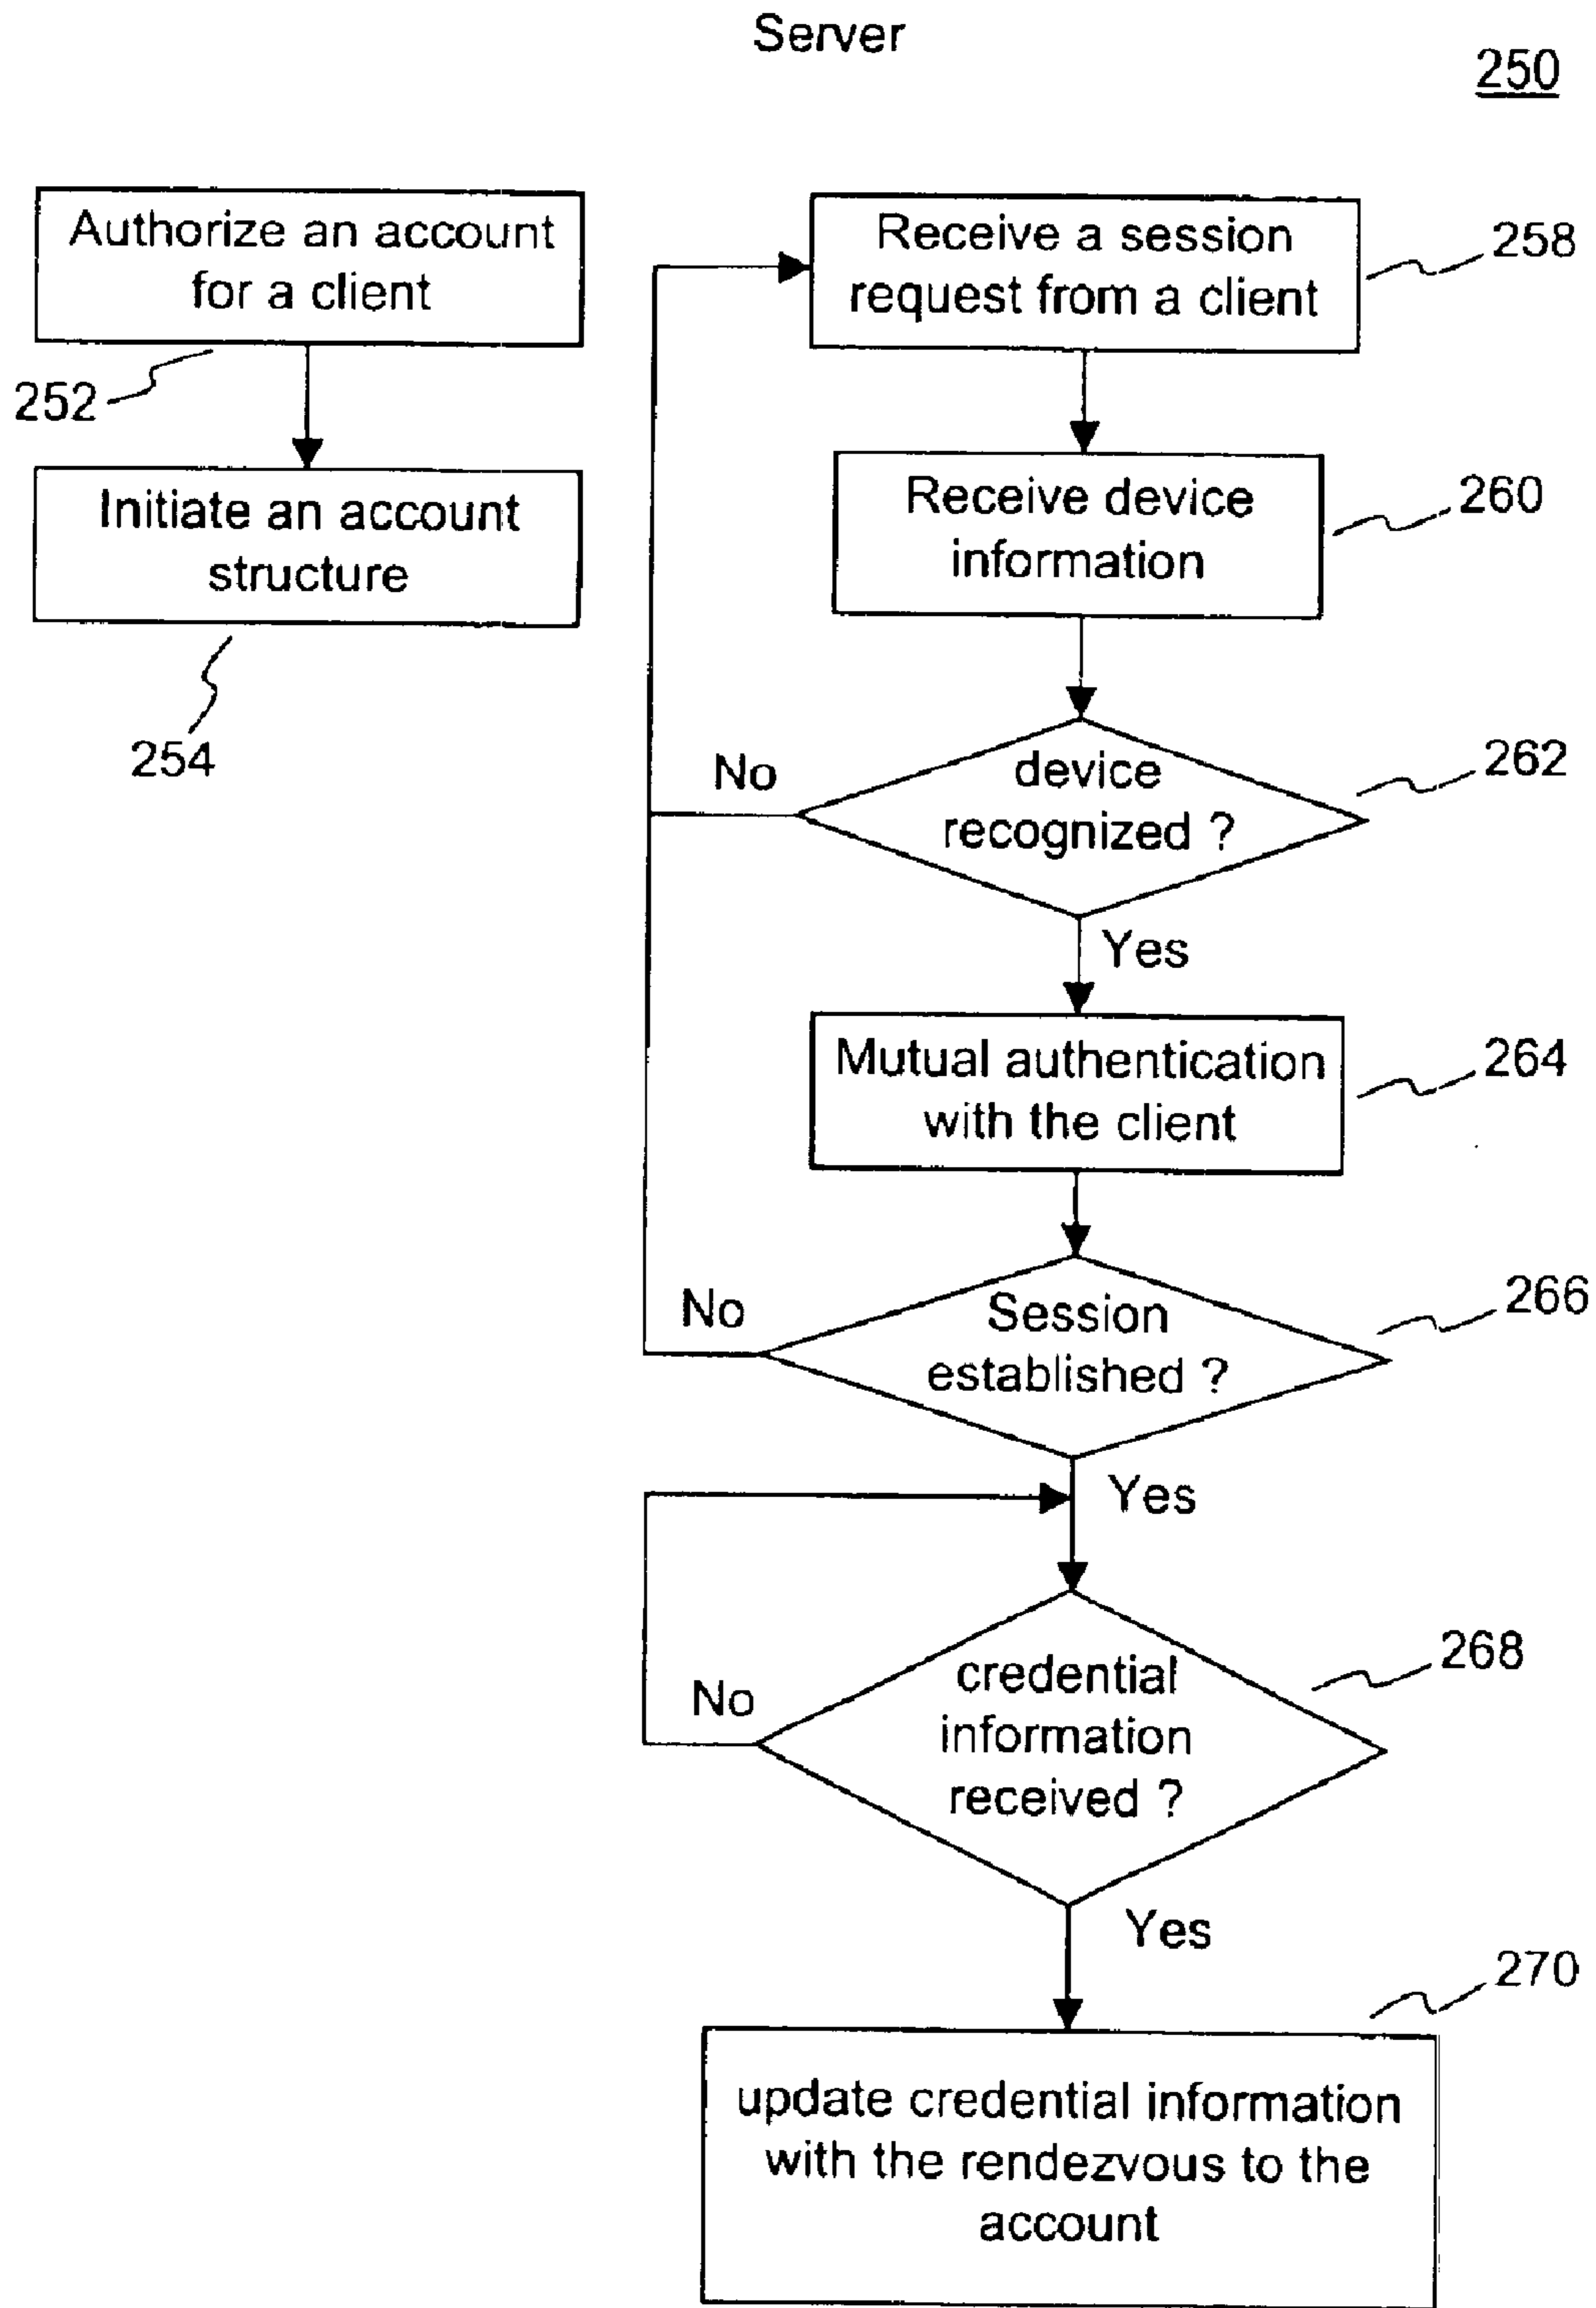 Server
250
Authorize an account
for a client
252
Initiate an account
structure
254
Receive a session
request from a client
258
Receive device
information
260
device
recognized ?
262
No
Yes
Mutual authentication
with the client
264
Session
established ?
266
No
Yes
credential
information
received ?
268
No
Yes
270
update credential information
with the rendezvous to the
account